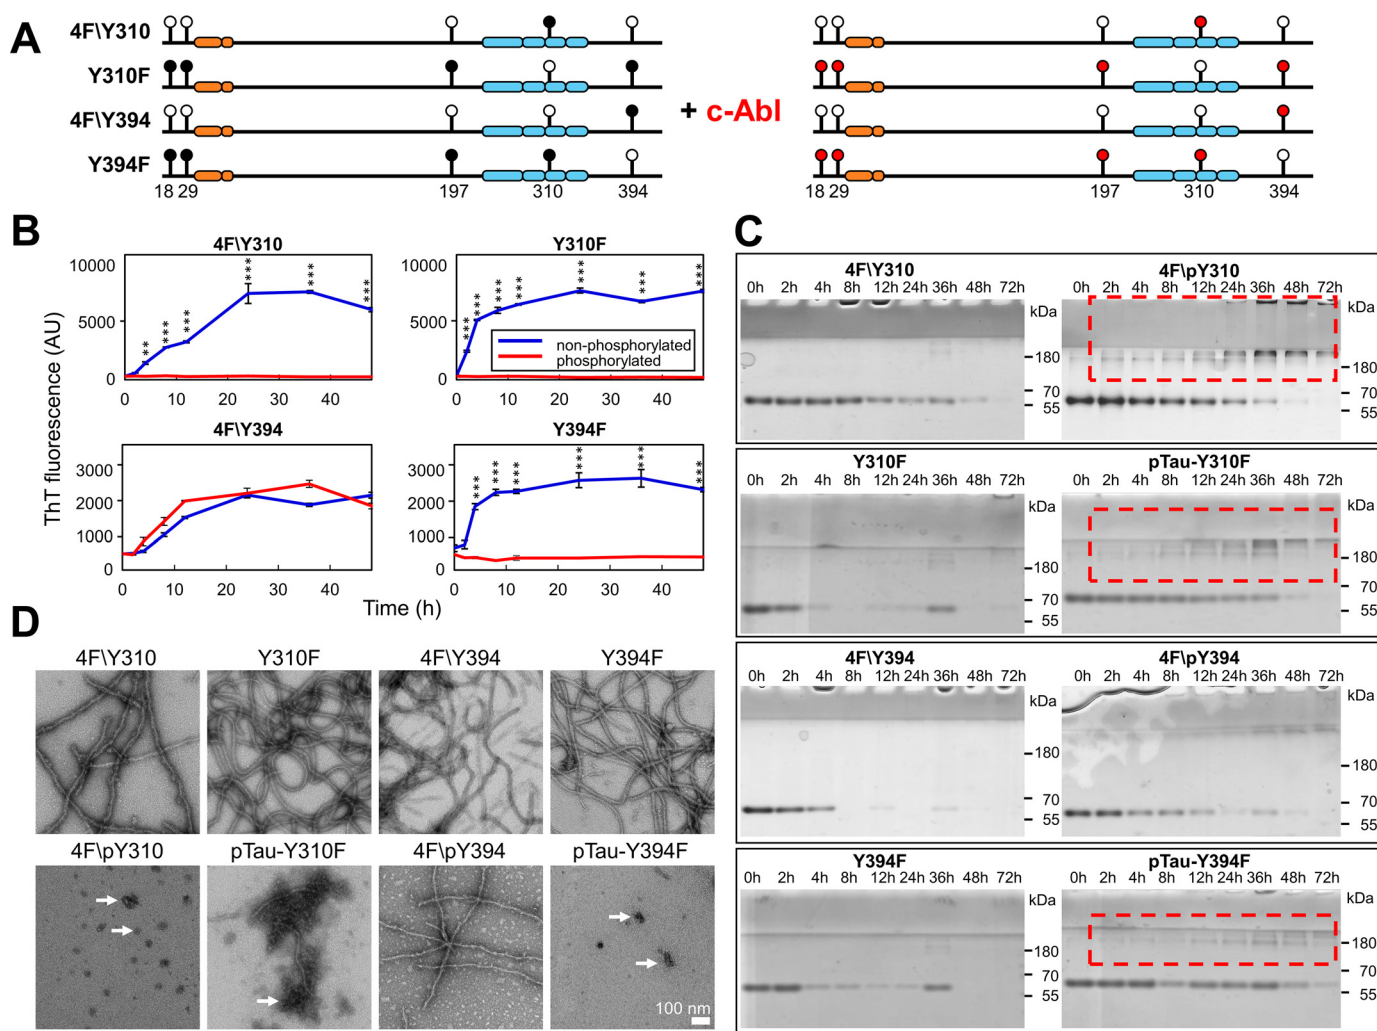 A
4F\Y310
Y310F
4F\Y394
Y394F
18 29 197 310 394
+ c-Abl
18 29 197 310 394
B
ThT fluorescence (AU)
4F\Y310
10000
5000
0
0 10 20 30 40
** *** *** *** *** ***
Y310F
10000
5000
0
0 10 20 30 40
*** *** *** *** *** *** ***
non-phosphorylated
phosphorylated
4F\Y394
3000
2000
1000
0
0 10 20 30 40
Y394F
3000
2000
1000
0
0 10 20 30 40
*** *** *** *** *** ***
Time (h)
C
4F\Y310
0h 2h 4h 8h 12h 24h 36h 48h 72h
kDa
180
70
55
4F\pY310
0h 2h 4h 8h 12h 24h 36h 48h 72h
kDa
180
70
55
Y310F
0h 2h 4h 8h 12h 24h 36h 48h 72h
kDa
180
70
55
pTau-Y310F
0h 2h 4h 8h 12h 24h 36h 48h 72h
kDa
180
70
55
4F\Y394
0h 2h 4h 8h 12h 24h 36h 48h 72h
kDa
180
70
55
4F\pY394
0h 2h 4h 8h 12h 24h 36h 48h 72h
kDa
180
70
55
Y394F
0h 2h 4h 8h 12h 24h 36h 48h 72h
kDa
180
70
55
pTau-Y394F
0h 2h 4h 8h 12h 24h 36h 48h 72h
kDa
180
70
55
D
4F\Y310 Y310F 4F\Y394 Y394F
4F\pY310 pTau-Y310F 4F\pY394 pTau-Y394F
100 nm